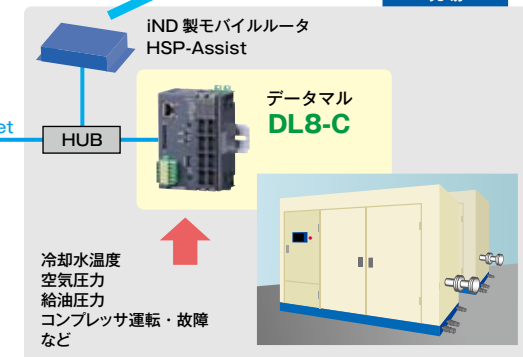 iND 製モバイルルータ
HSP-Assist
データマル
DL8-C
et
HUB
冷却水温度
空気圧力
給油圧力
コンプレッサ運転・故障
など